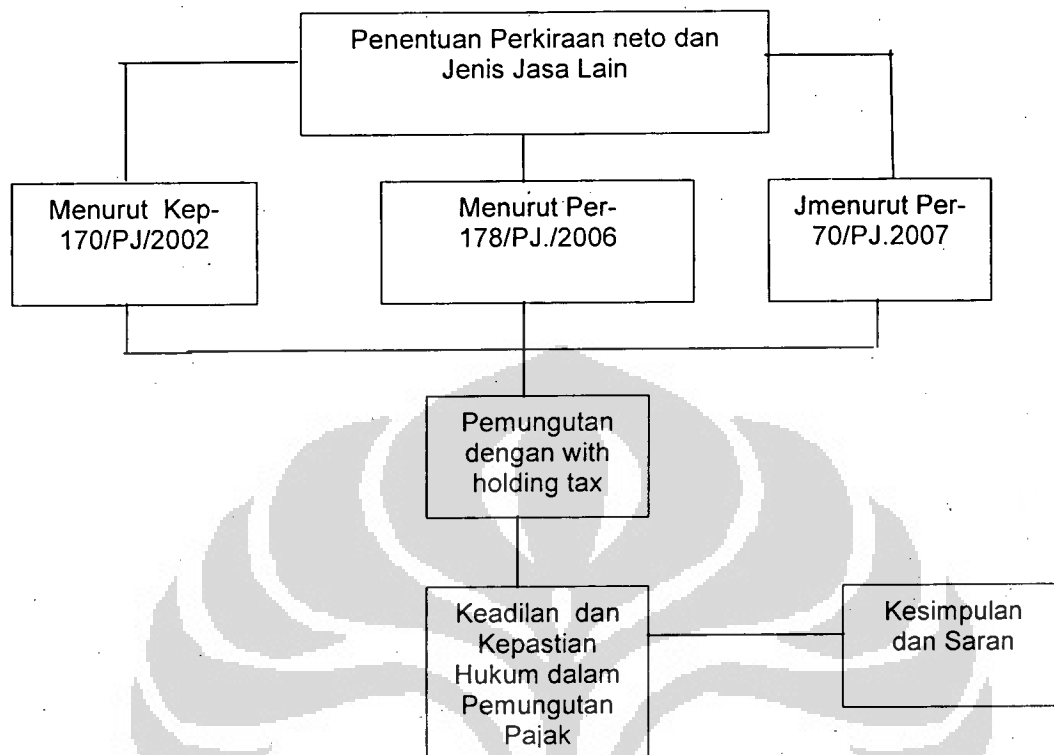 Penentuan Perkiraan neto dan
Jenis Jasa Lain
Menurut Kep-
170/PJ/2002
Menurut Per-
178/PJ./2006
Jmenurut Per-
70/PJ.2007
Pemungutan
dengan with
holding tax
Keadilan dan
Kepastian
Hukum dalam
Pemungutan
Pajak
Kesimpulan
dan Saran